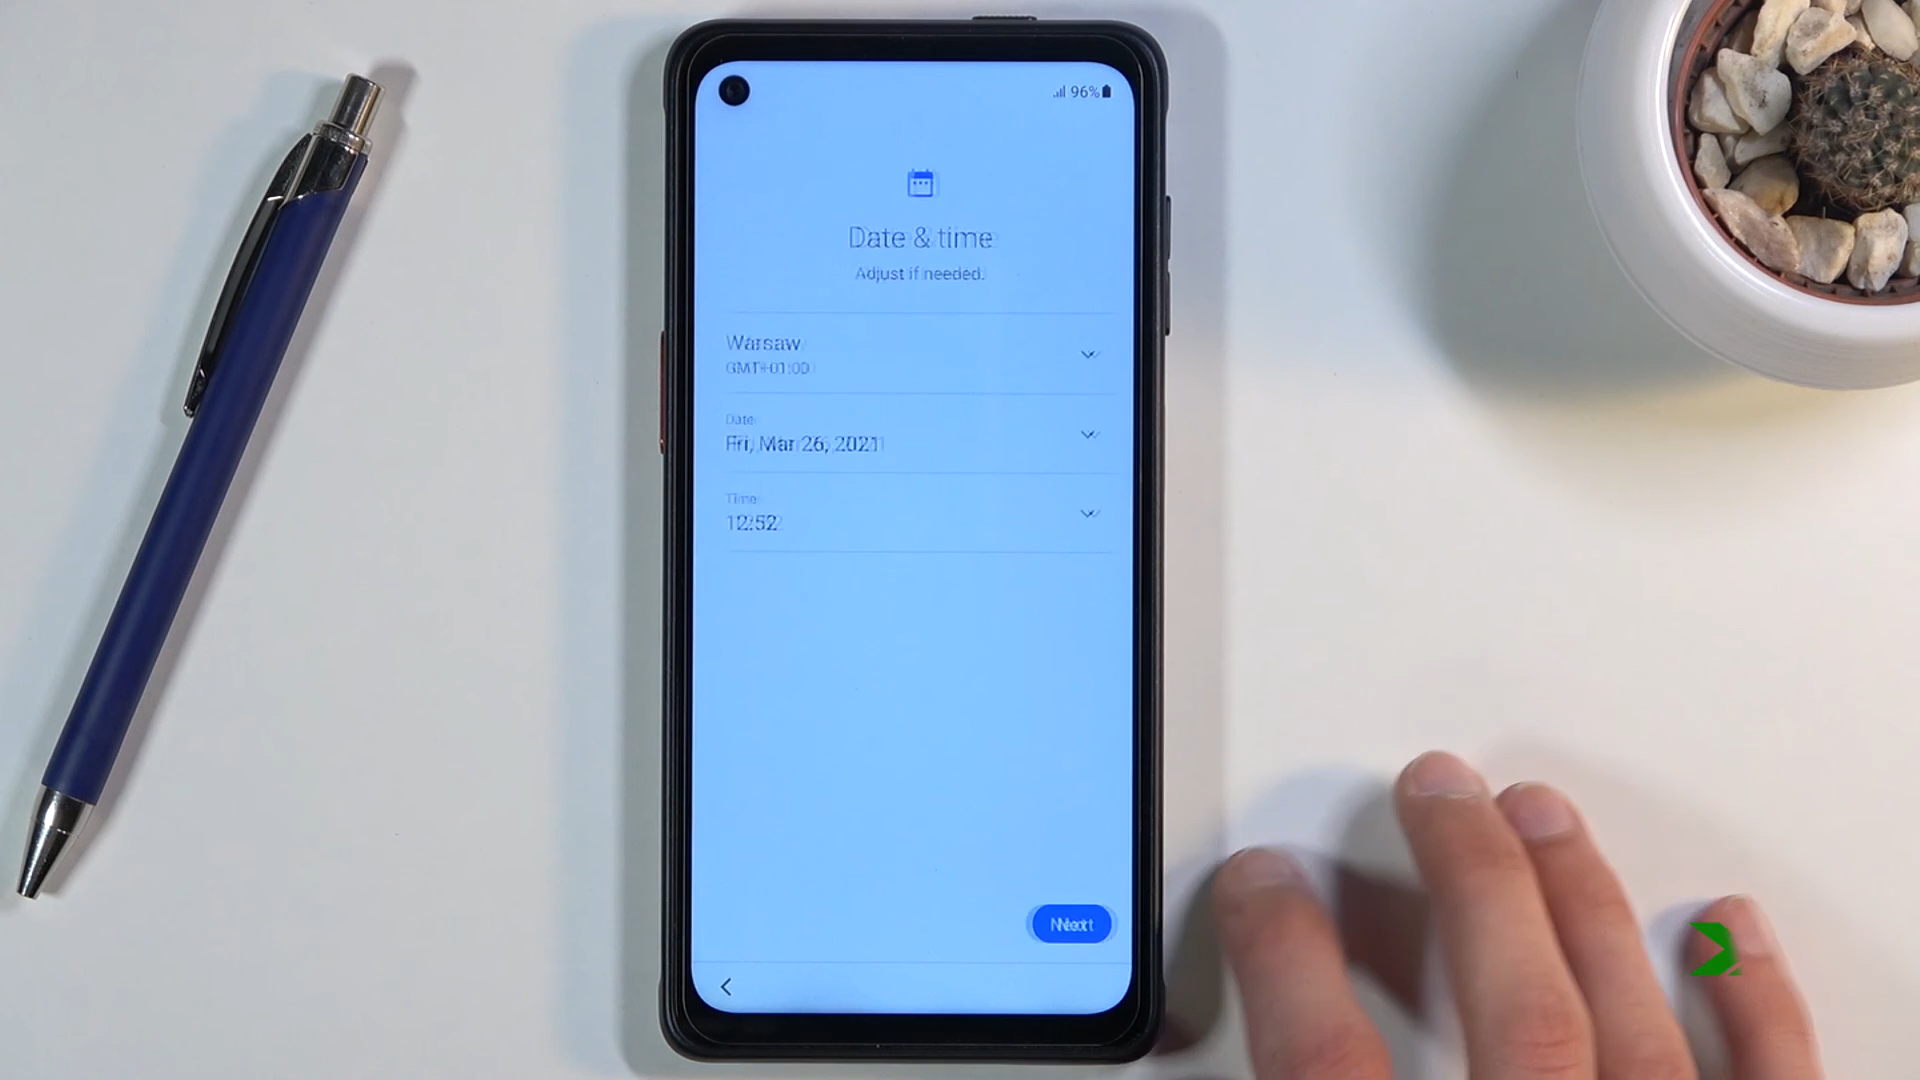 96%
Date & time
Adjust if needed.
Warsaw
GMT+01:00
Date
Fri, Mar 26, 2021
Time
12:52
Next